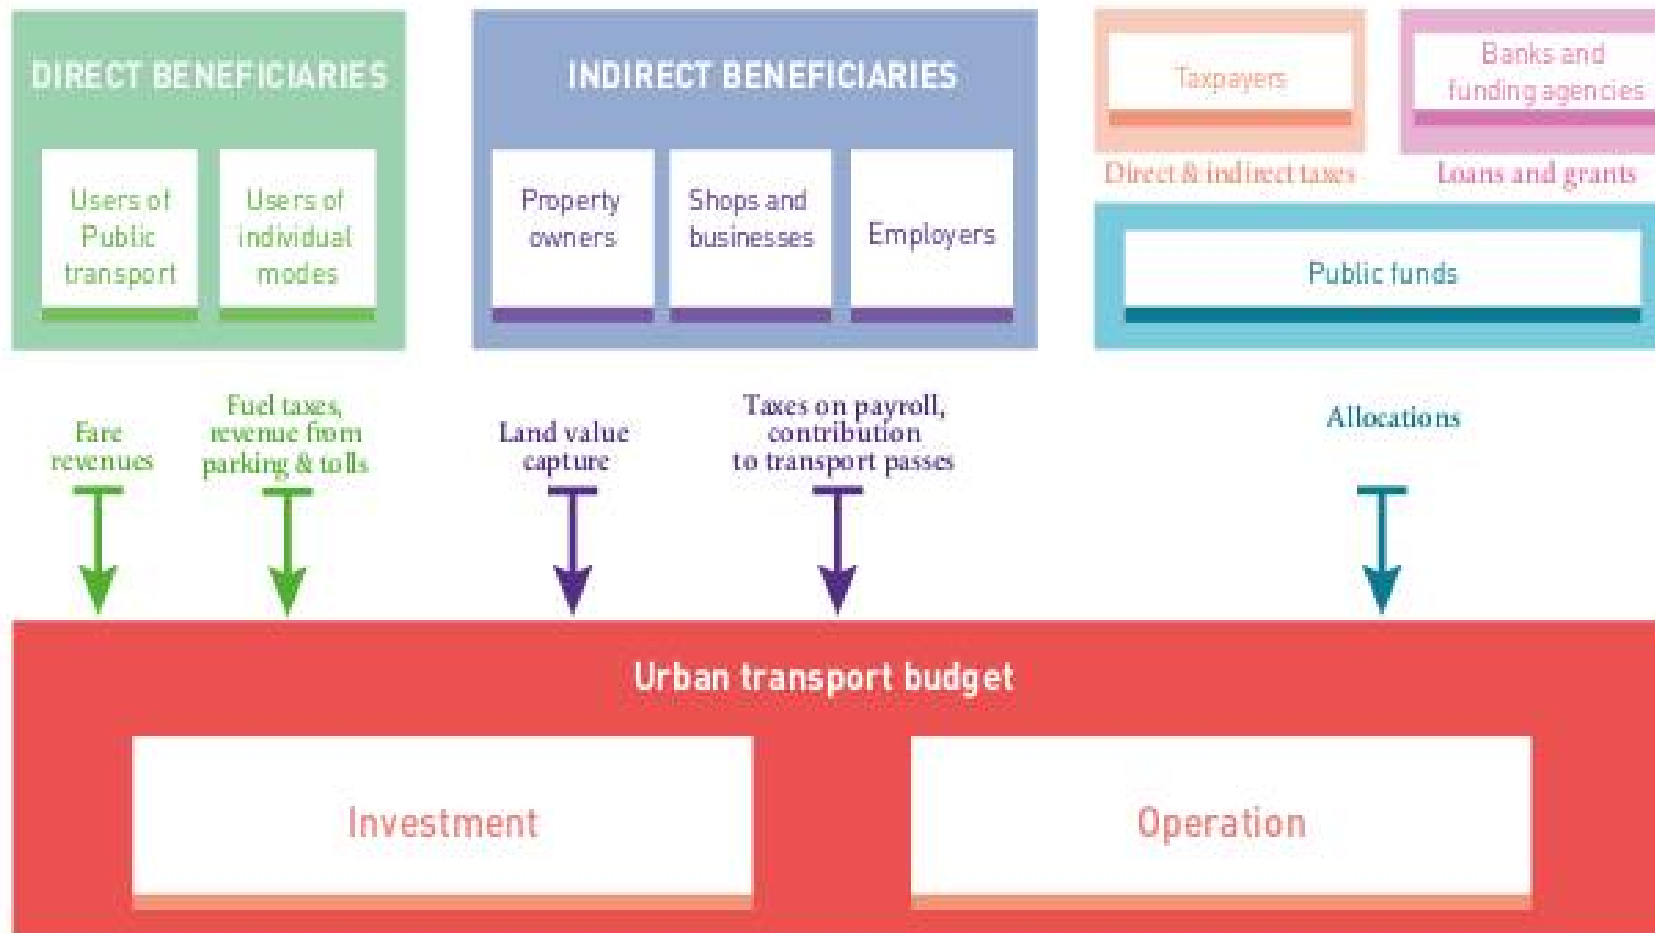 DIRECT BENEFICIARIES
Users of
Public
transport
Users of
individual
modes
INDIRECT BENEFICIARIES
Property
owners
Shops and
businesses
Employers
Taxpayers
Direct & indirect taxes
Banks and
funding agencies
Loans and grants
Public funds
Fare
revenues
Fuel taxes,
revenue from
parking & tolls
Land value
capture
Taxes on payroll,
contribution
to transport passes
Allocations
Urban transport budget
Investment
Operation